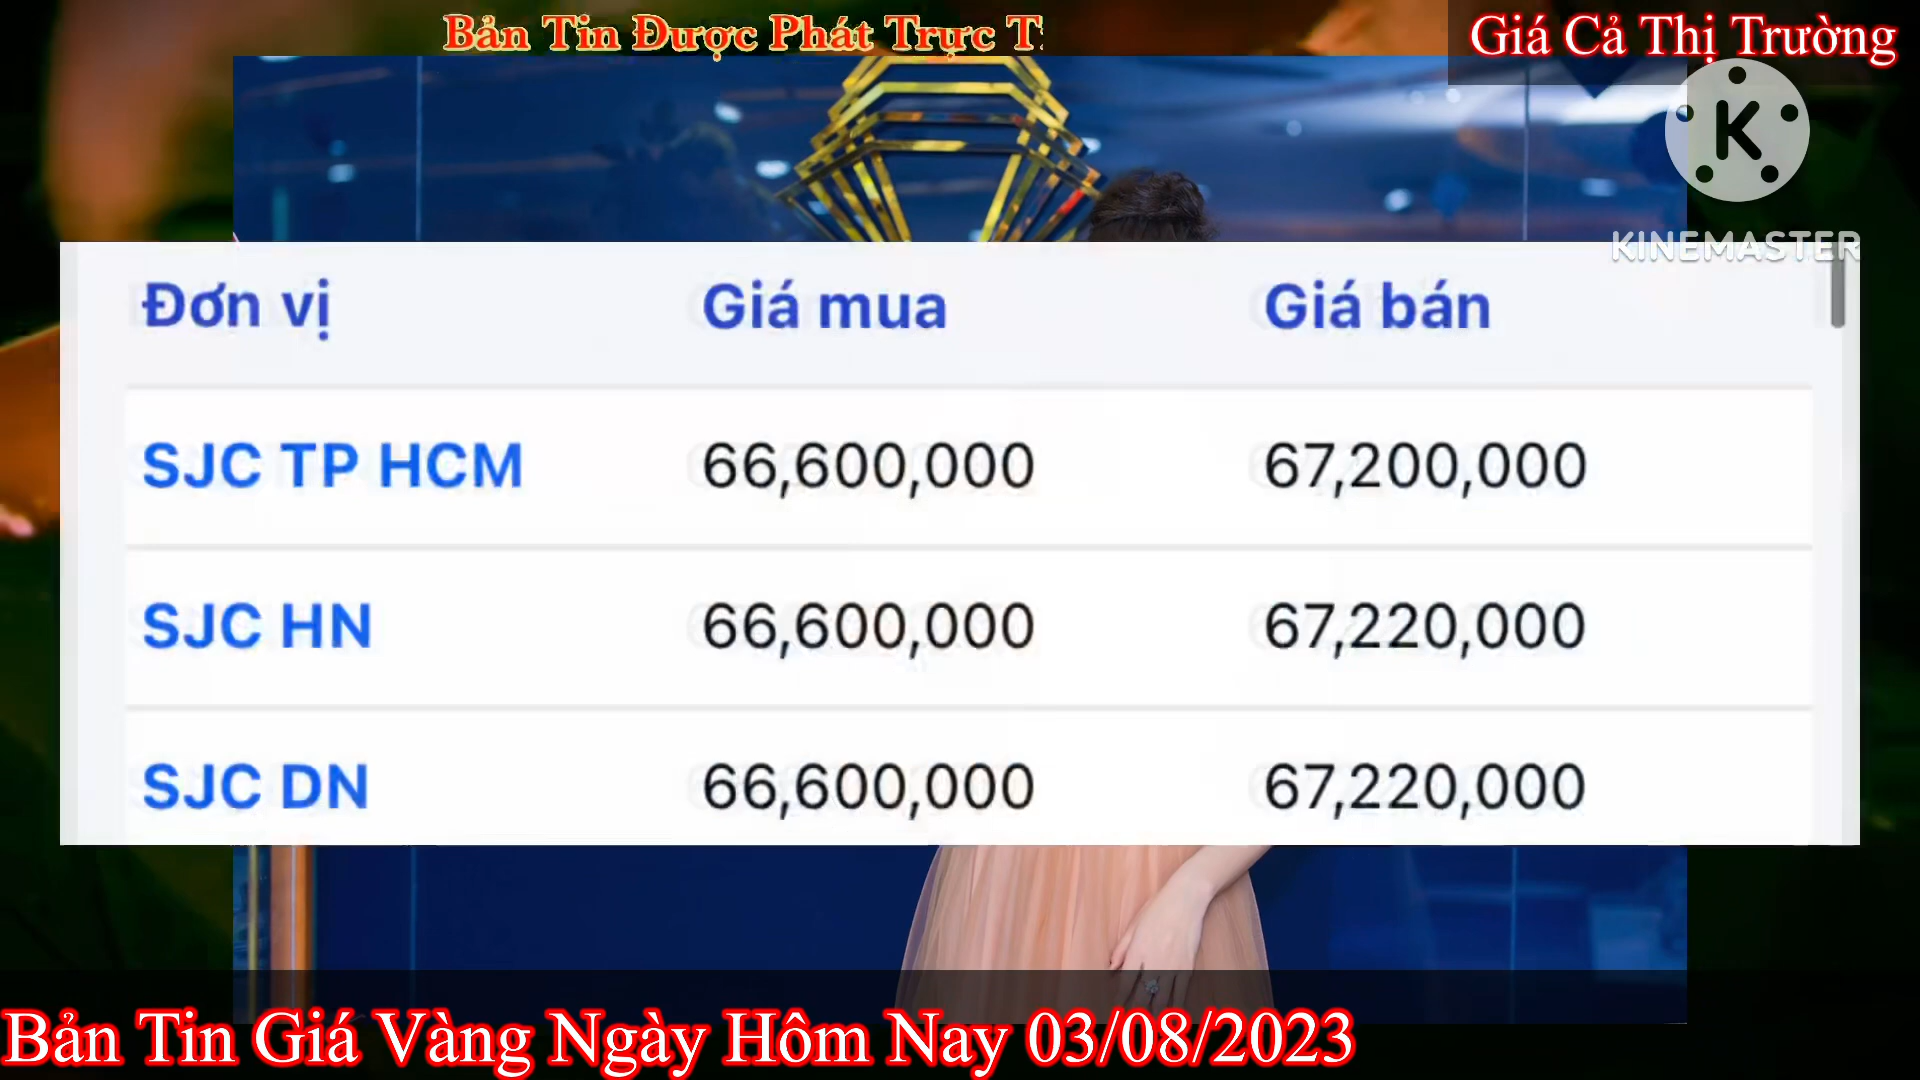 Bản Tin Được Phát Trực
Giá Cả Thị Trường
K
KINEMASTER
Đơn vị Giá mua Giá bán
SJC TP HCM 66,600,000 67,200,000
SJC HN 66,600,000 67,220,000
SJC DN 66,600,000 67,220,000
Bản Tin Giá Vàng Ngày Hôm Nay 03/08/2023